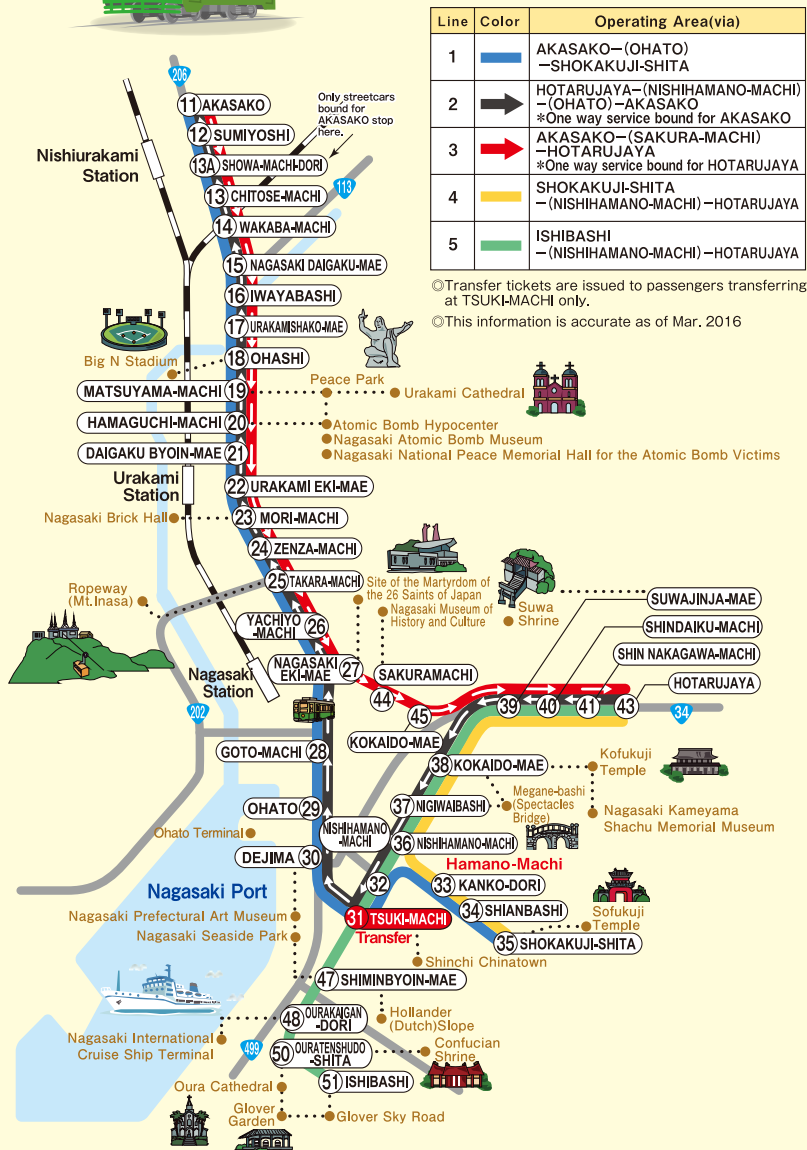 Line Color Operating Area(via)
1 AKASAKO–(OHATO)
–SHOKAKUJI-SHITA
2 HOTARUJAYA–(NISHIHAMANO-MACHI)
–(OHATO)–AKASAKO
*One way service bound for AKASAKO
3 AKASAKO–(SAKURA-MACHI)
–HOTARUJAYA
*One way service bound for HOTARUJAYA
4 SHOKAKUJI-SHITA
–(NISHIHAMANO-MACHI)–HOTARUJAYA
5 ISHIBASHI
–(NISHIHAMANO-MACHI)–HOTARUJAYA
◎Transfer tickets are issued to passengers transferring
at TSUKI-MACHI only.
◎This information is accurate as of Mar. 2016
206
11 AKASAKO
Only streetcars
bound for
AKASAKO stop
here.
12 SUMIYOSHI
Nishiurakami
Station
13A SHOWA-MACHI-DORI
113
13 CHITOSE-MACHI
14 WAKABA-MACHI
15 NAGASAKI DAIGAKU-MAE
16 IWAYABASHI
17 URAKAMISHAKO-MAE
18 OHASHI
Big N Stadium
Peace Park
MATSUYAMA-MACHI 19
Urakami Cathedral
HAMAGUCHI-MACHI 20
Atomic Bomb Hypocenter
Nagasaki Atomic Bomb Museum
DAIGAKU BYOIN-MAE 21
Nagasaki National Peace Memorial Hall for the Atomic Bomb Victims
Urakami
Station
22 URAKAMI EKI-MAE
Nagasaki Brick Hall
23 MORI-MACHI
24 ZENZA-MACHI
25 TAKARA-MACHI
Ropeway
(Mt.Inasa)
Site of the Martyrdom of
the 26 Saints of Japan
Nagasaki Museum of
History and Culture
Suwa
Shrine
SUWAJINJA-MAE
YACHIYO
-MACHI 26
SHINDAIKU-MACHI
SHIN NAKAGAWA-MACHI
NAGASAKI
EKI-MAE 27
SAKURAMACHI
HOTARUJAYA
Nagasaki
Station
44
45
39
40
41
43
202
34
KOKAIDO-MAE
GOTO-MACHI 28
38 KOKAIDO-MAE
Kofukuji
Temple
Megane-bashi
(Spectacles
Bridge)
37 NIGIWAIBASHI
Nagasaki Kameyama
Shachu Memorial Museum
OHATO 29
Ohato Terminal
NISHIHAMANO
-MACHI
36 NISHIHAMANO-MACHI
DEJIMA 30
Hamano-Machi
32
33 KANKO-DORI
Nagasaki Port
34 SHIANBASHI
Nagasaki Prefectural Art Museum
31 TSUKI-MACHI
Transfer
Sofukuji
Temple
Nagasaki Seaside Park
35 SHOKAKUJI-SHITA
Shinchi Chinatown
47 SHIMINBYOIN-MAE
48 OURAKAIGAN
-DORI
Hollander
(Dutch)Slope
Nagasaki International
Cruise Ship Terminal
499
50 OURATENSHUDO
-SHITA
Confucian
Shrine
51 ISHIBASHI
Oura Cathedral
Glover
Garden
Glover Sky Road